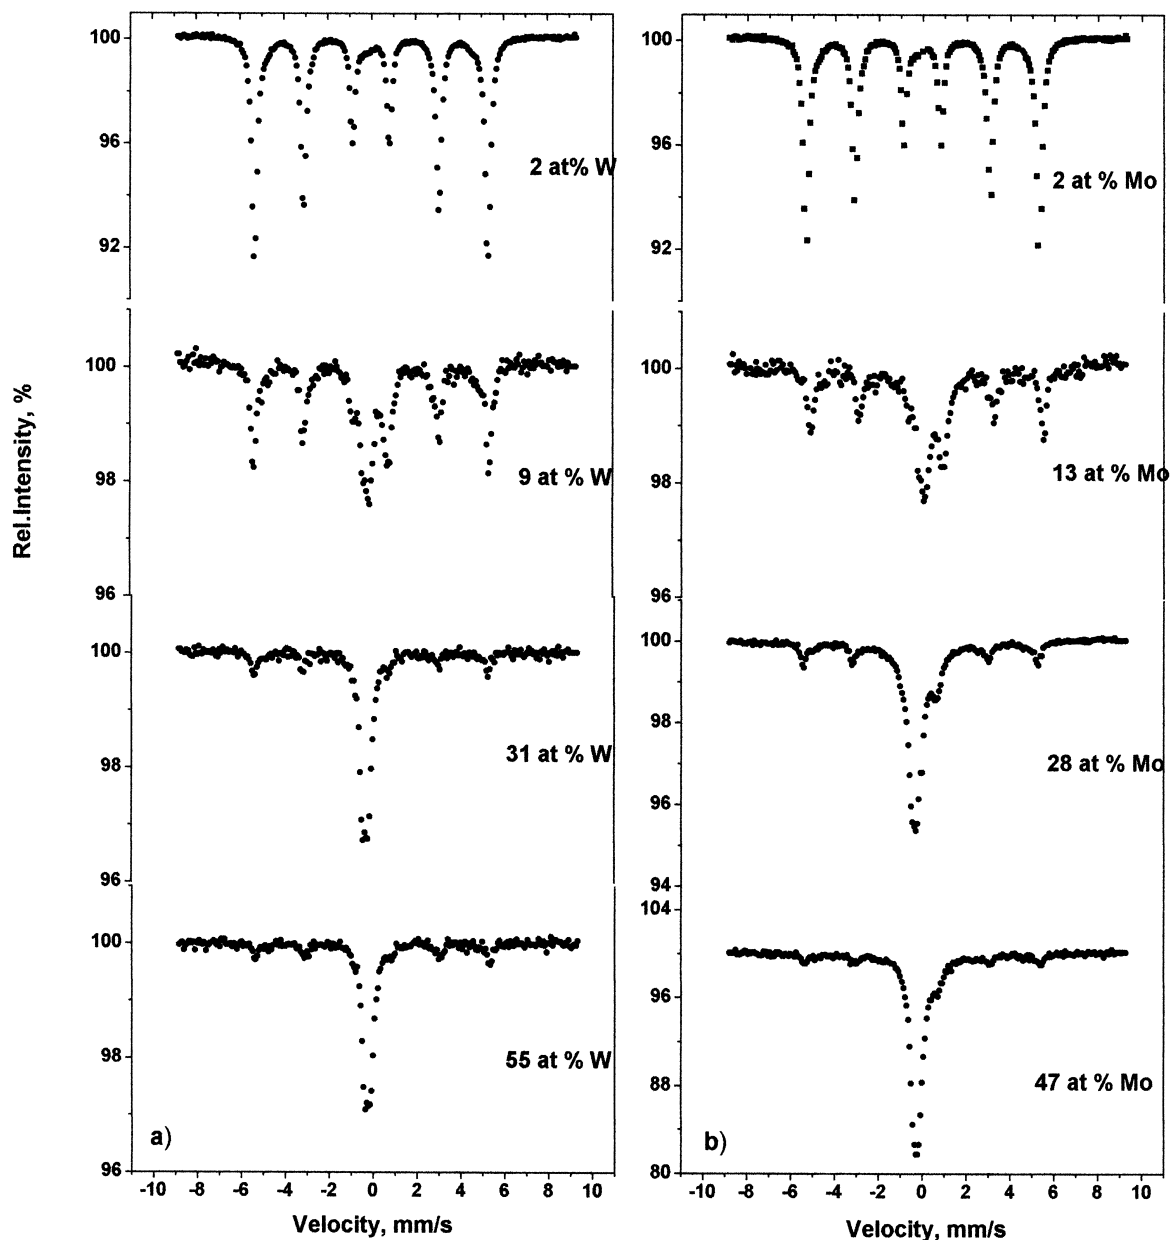 Rel.Intensity, %
100
96
92
2 at% W
100
98
96
9 at % W
100
98
96
31 at % W
100
98
96
55 at % W
a)
-10 -8 -6 -4 -2 0 2 4 6 8 10
Velocity, mm/s
100
96
92
2 at % Mo
100
98
96
13 at % Mo
100
98
96
94
28 at % Mo
104
96
88
80
47 at % Mo
b)
-10 -8 -6 -4 -2 0 2 4 6 8 10
Velocity, mm/s